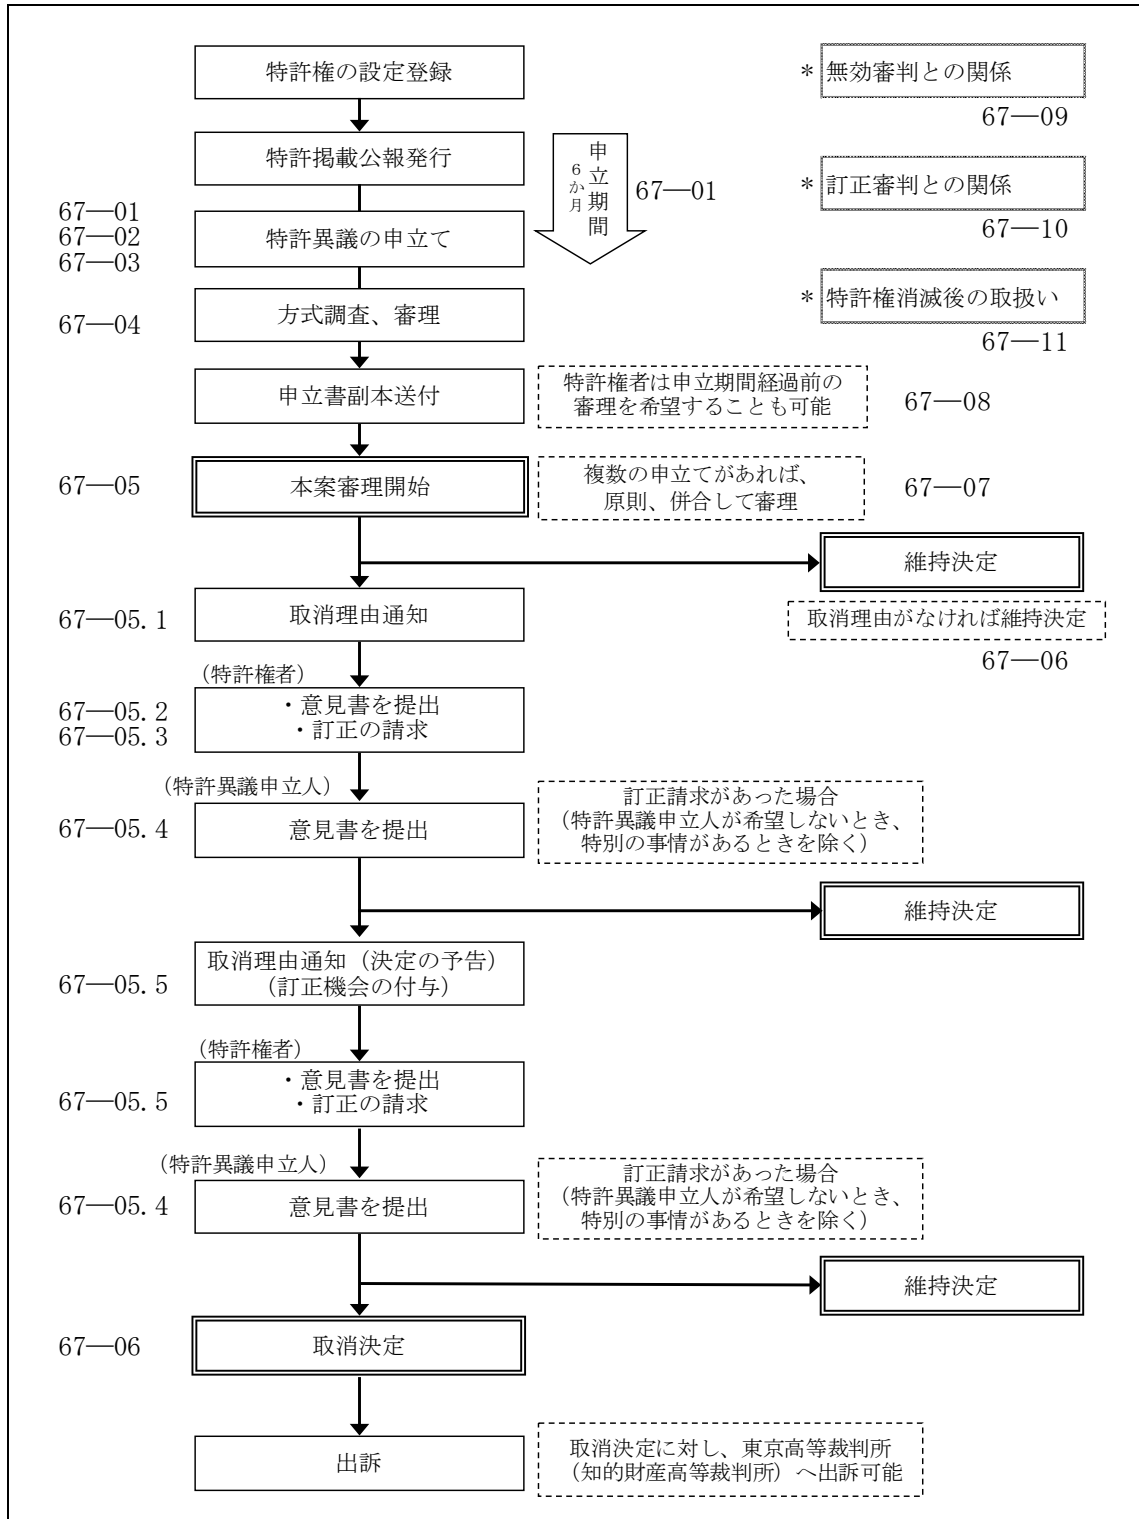 特許権の設定登録
* 無効審判との関係
67―09
特許掲載公報発行
申立期間
6か月
67―01
* 訂正審判との関係
67―10
67―01
67―02
67―03
特許異議の申立て
* 特許権消滅後の取扱い
67―11
67―04
方式調査、審理
申立書副本送付
特許権者は申立期間経過前の
審理を希望することも可能
67―08
67―05
本案審理開始
複数の申立てがあれば、
原則、併合して審理
67―07
維持決定
67―05.1
取消理由通知
取消理由がなければ維持決定
67―06
(特許権者)
67―05.2
67―05.3
・意見書を提出
・訂正の請求
(特許異議申立人)
67―05.4
意見書を提出
訂正請求があった場合
(特許異議申立人が希望しないとき、
特別の事情があるときを除く)
維持決定
67―05.5
取消理由通知(決定の予告)
(訂正機会の付与)
(特許権者)
67―05.5
・意見書を提出
・訂正の請求
(特許異議申立人)
67―05.4
意見書を提出
訂正請求があった場合
(特許異議申立人が希望しないとき、
特別の事情があるときを除く)
維持決定
67―06
取消決定
出訴
取消決定に対し、東京高等裁判所
(知的財産高等裁判所)へ出訴可能